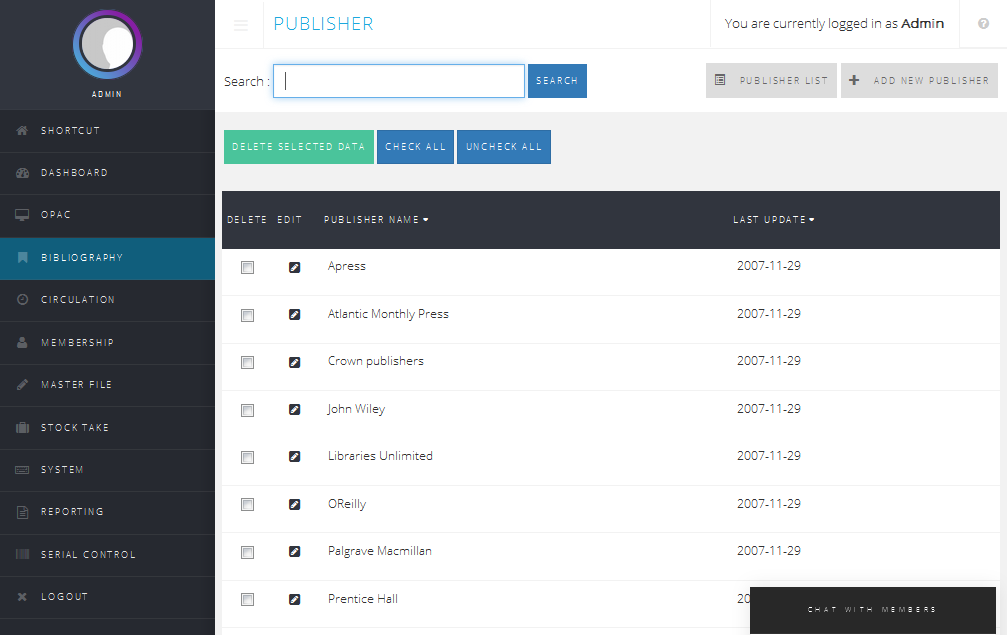 ADMIN
SHORTCUT
DASHBOARD
OPAC
BIBLIOGRAPHY
CIRCULATION
MEMBERSHIP
MASTER FILE
STOCK TAKE
SYSTEM
REPORTING
SERIAL CONTROL
LOGOUT
PUBLISHER
You are currently logged in as Admin
?
Search :
SEARCH
PUBLISHER LIST
ADD NEW PUBLISHER
DELETE SELECTED DATA
CHECK ALL
UNCHECK ALL
DELETE EDIT PUBLISHER NAME LAST UPDATE
Apress 2007-11-29
Atlantic Monthly Press 2007-11-29
Crown publishers 2007-11-29
John Wiley 2007-11-29
Libraries Unlimited 2007-11-29
OReilly 2007-11-29
Palgrave Macmillan 2007-11-29
Prentice Hall 20
CHAT WITH MEMBERS